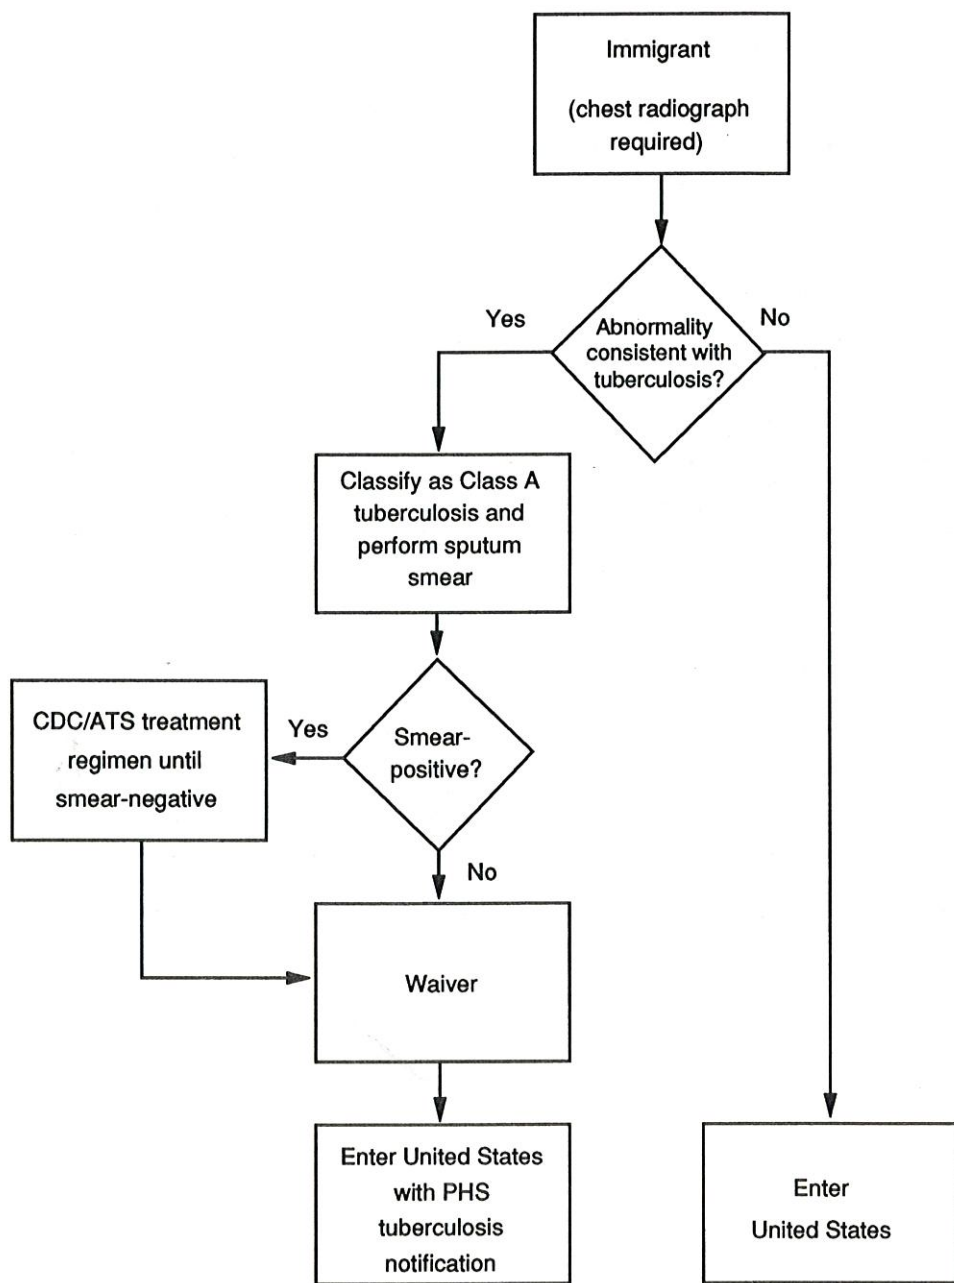 Immigrant
(chest radiograph
required)
Yes
No
Abnormality
consistent with
tuberculosis?
Classify as Class A
tuberculosis and
perform sputum
smear
CDC/ATS treatment
regimen until
smear-negative
Yes
Smear-
positive?
No
Waiver
Enter United States
with PHS
tuberculosis
notification
Enter
United States